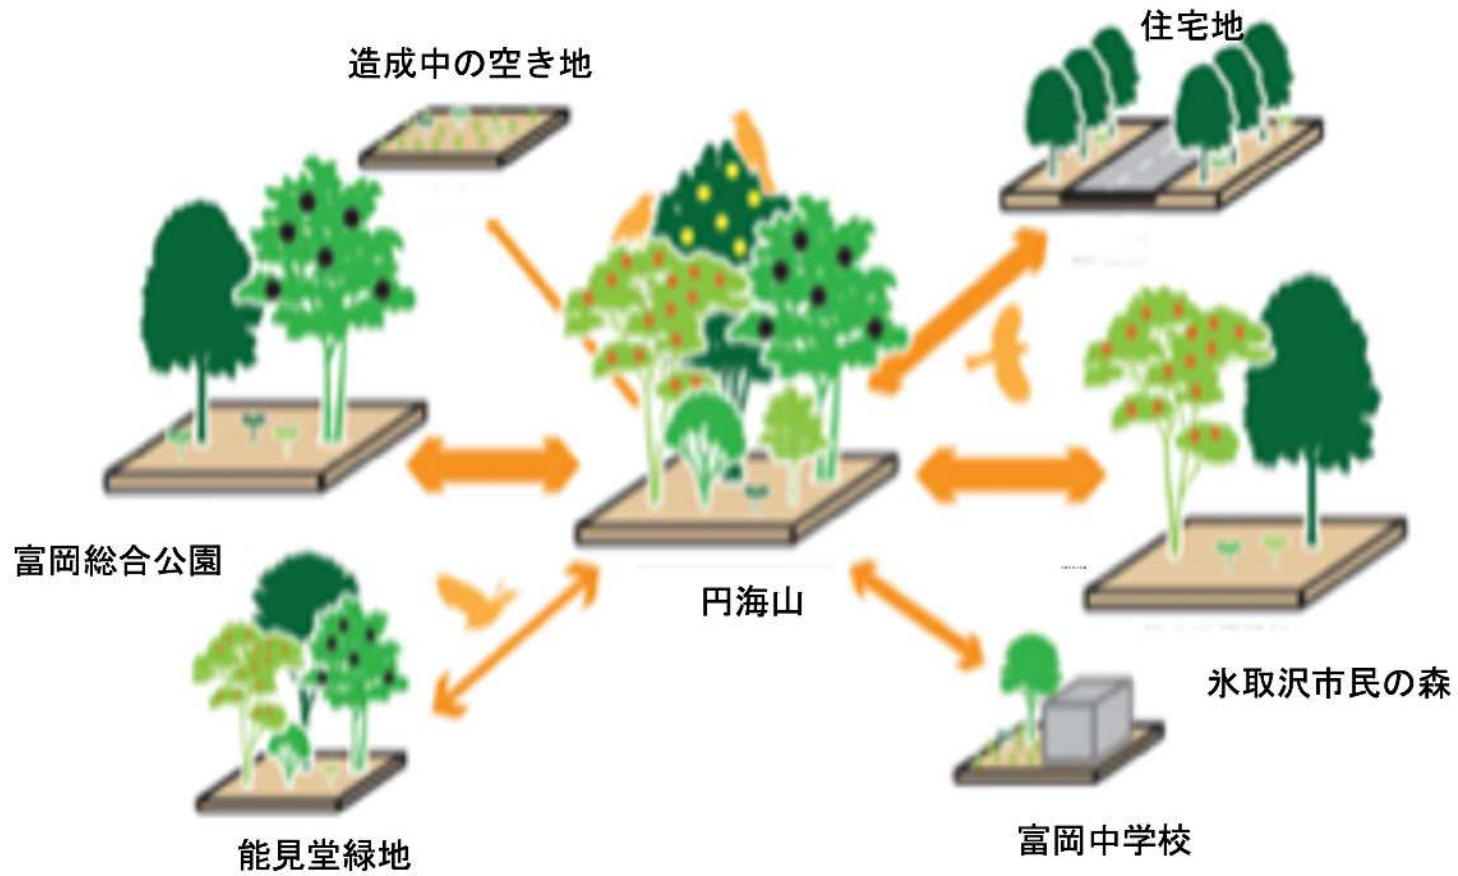 住宅地
造成中の空き地
富岡総合公園
円海山
氷取沢市民の森
富岡中学校
能見堂緑地